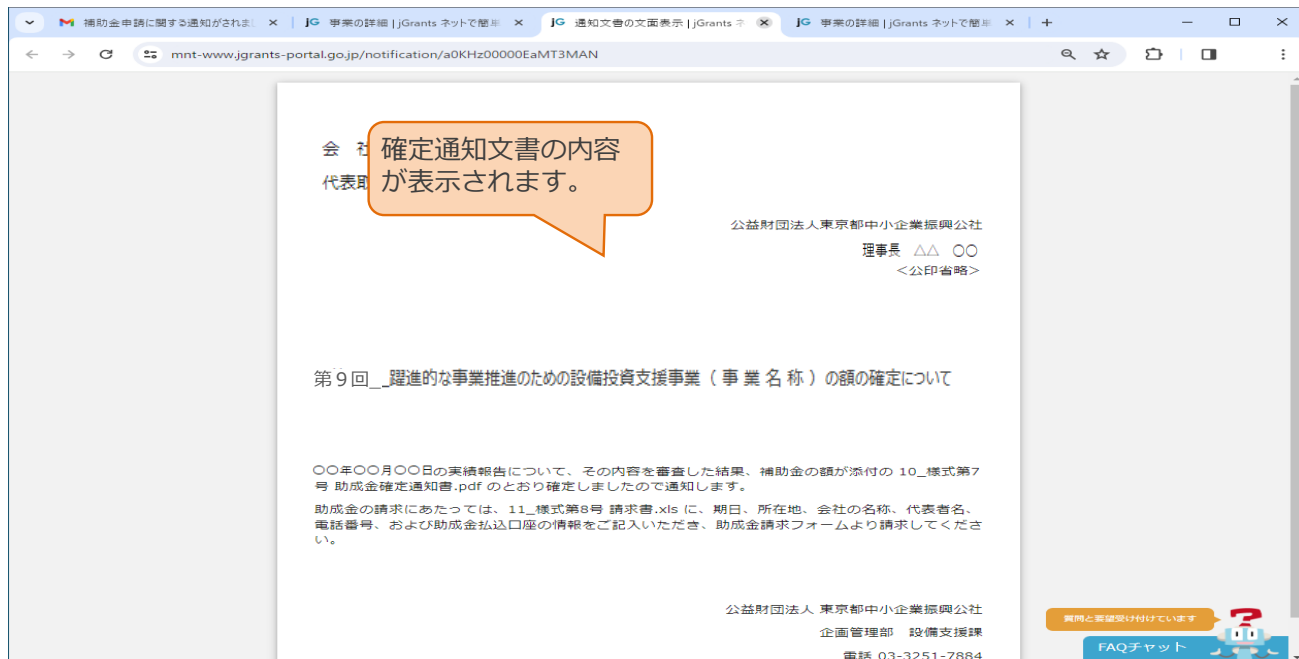 補助金申請に関する通知がされまし
JG 事業の詳細 | jGrants ネットで簡単
JG 通知文書の文面表示 | jGrants ネ
JG 事業の詳細 | jGrants ネットで簡単
mnt-www.jgrants-portal.go.jp/notification/a0KHz00000EaMT3MAN
会 社
代表取
確定通知文書の内容
が表示されます。
公益財団法人東京都中小企業振興公社
理事長 △△ 〇〇
＜公印省略＞
第9回__躍進的な事業推進のための設備投資支援事業（ 事 業 名 称 ）の額の確定について
〇〇年〇〇月〇〇日の実績報告について、その内容を審査した結果、補助金の額が添付の 10_様式第7
号 助成金確定通知書.pdf のとおり確定しましたので通知します。
助成金の請求にあたっては、11_様式第8号 請求書.xls に、期日、所在地、会社の名称、代表者名、
電話番号、および助成金払込口座の情報をご記入いただき、助成金請求フォームより請求してくださ
い。
公益財団法人 東京都中小企業振興公社
企画管理部 設備支援課
電話 03-3251-7884
質問と要望受け付けています
FAQチャット